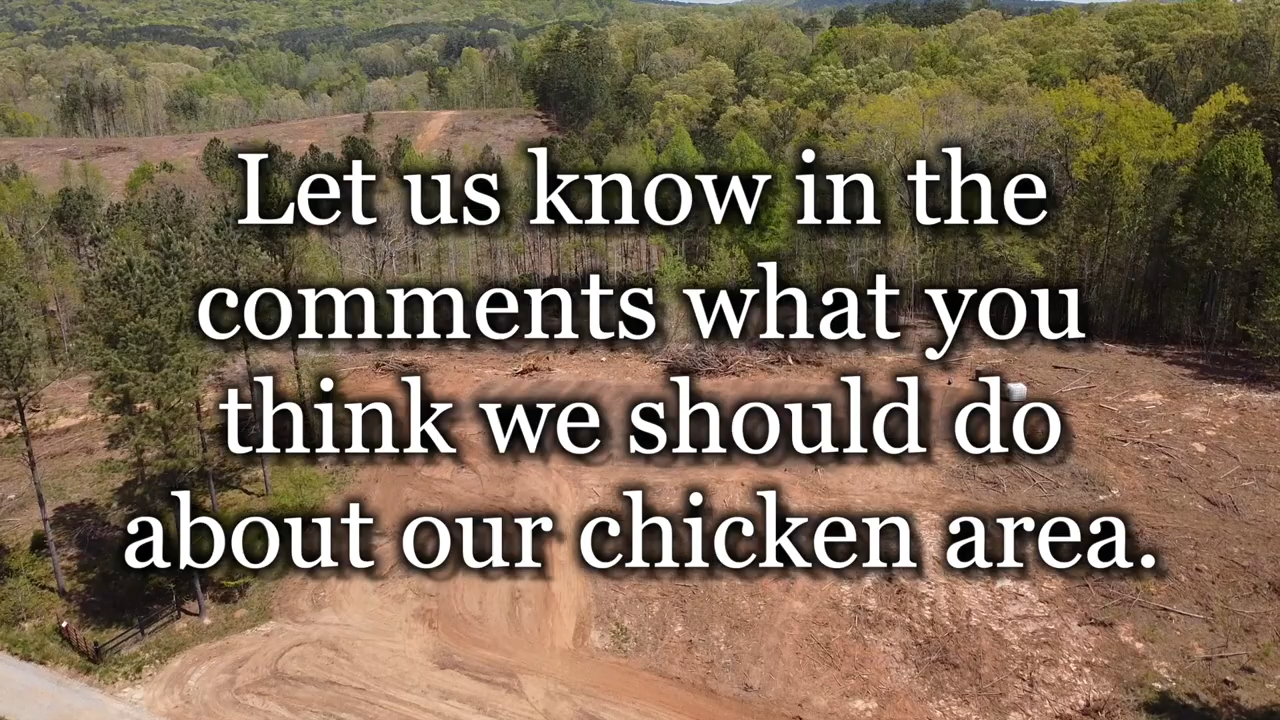 Let us know in the
comments what you
think we should do
about our chicken area.